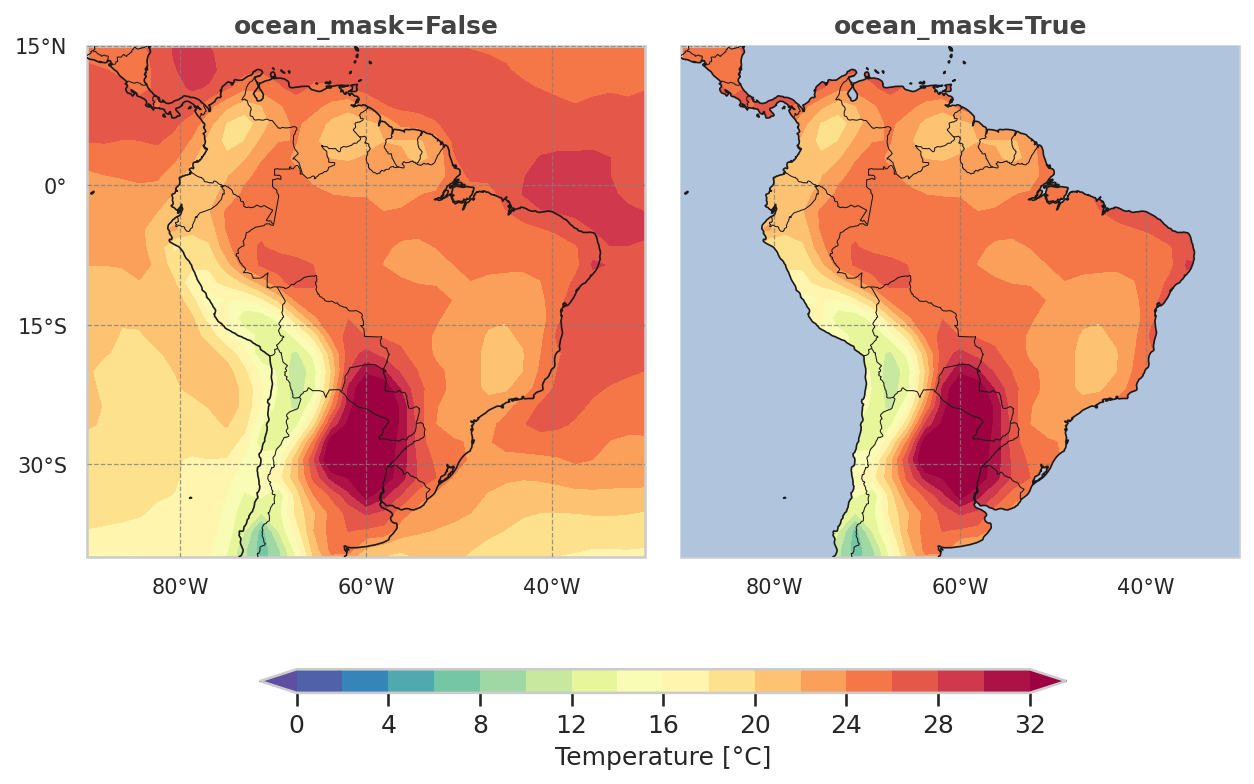 ocean_mask=False ocean_mask=True
15°N
0°
15°S
30°S
80°W 60°W 40°W 80°W 60°W 40°W
0 4 8 12 16 20 24 28 32
Temperature [°C]